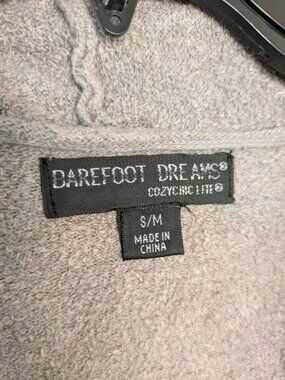 BAREFOOT DREAMS®
COZYCHIC LITE®
S/M
MADE IN
CHINA